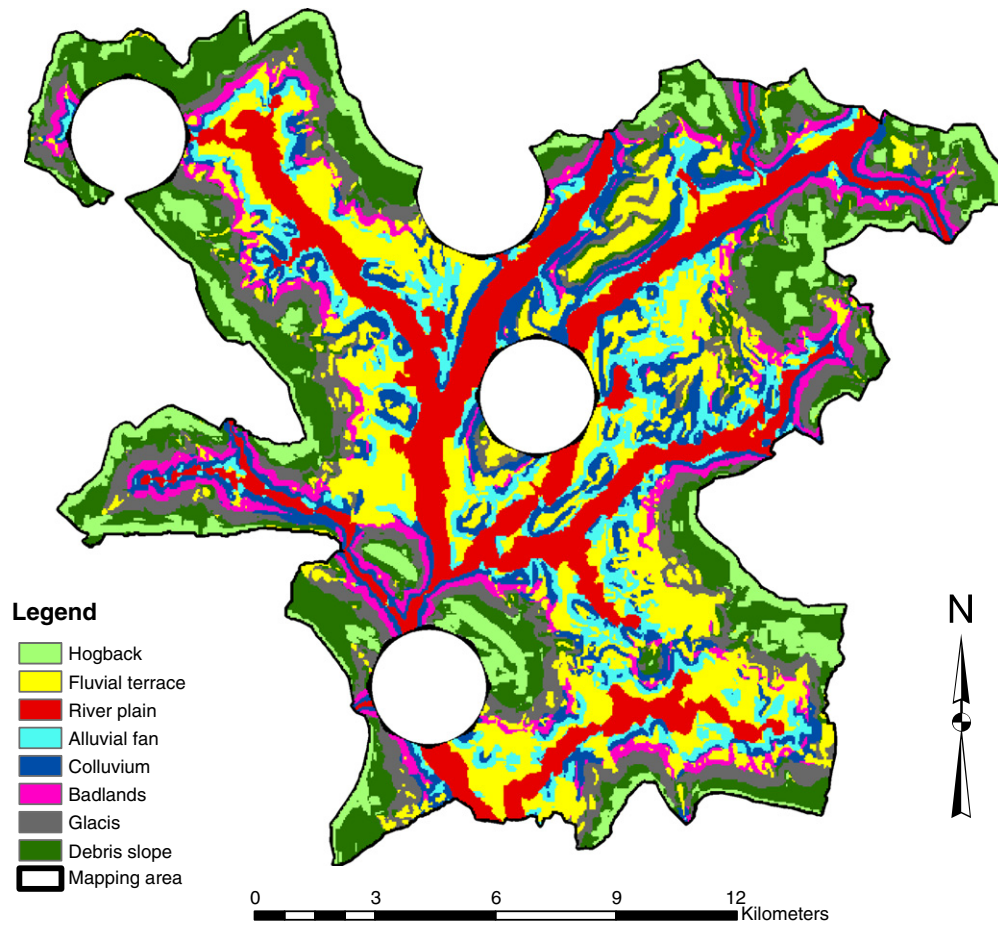 Legend
Hogback
Fluvial terrace
River plain
Alluvial fan
Colluvium
Badlands
Glacis
Debris slope
Mapping area
N
0 3 6 9 12
Kilometers